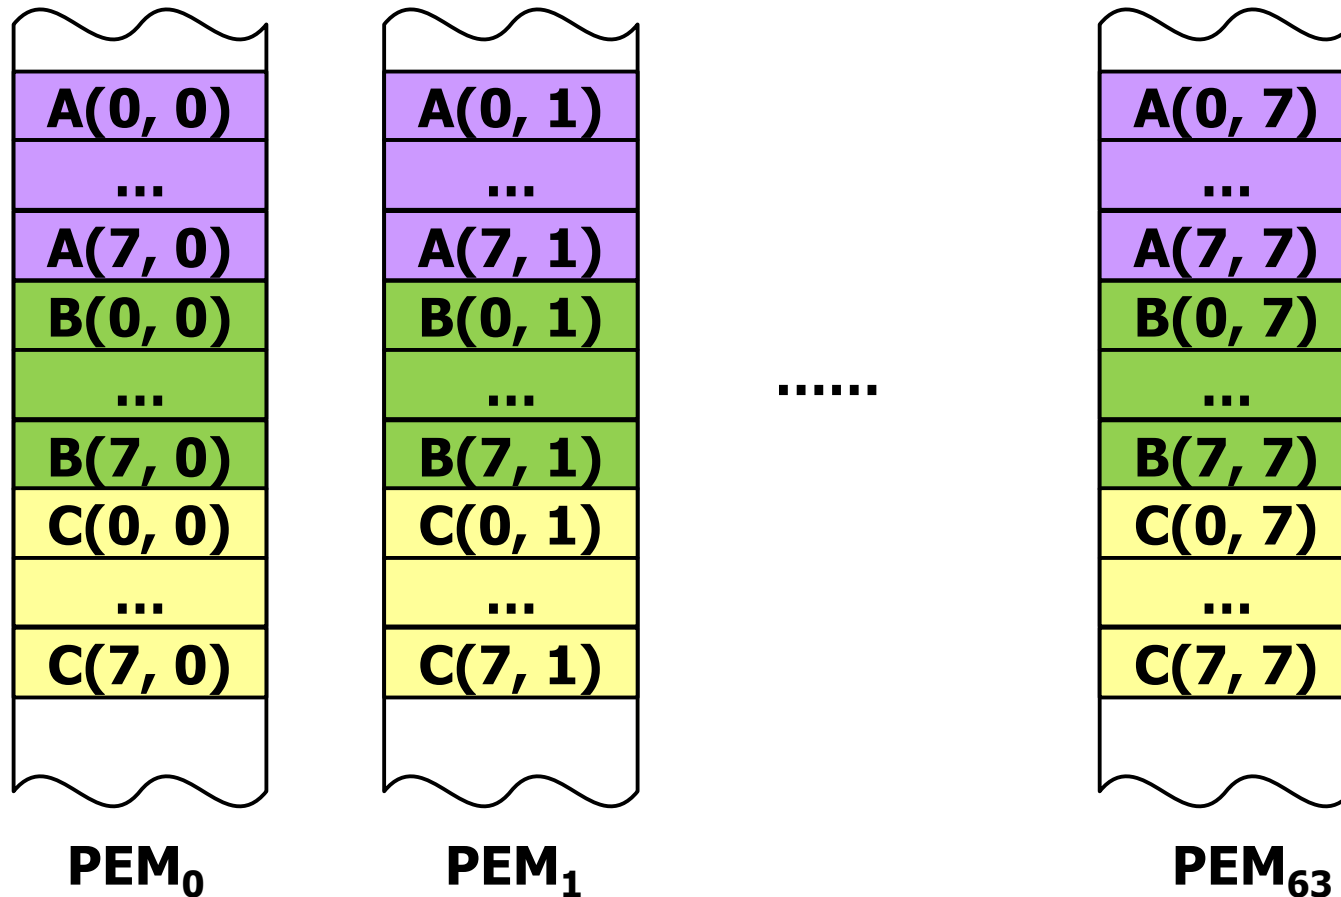 A(0, 0) A(0, 1) A(0, 7)
... ... ...
A(7, 0) A(7, 1) A(7, 7)
B(0, 0) B(0, 1) B(0, 7)
... ... ...... ...
B(7, 0) B(7, 1) B(7, 7)
C(0, 0) C(0, 1) C(0, 7)
... ... ...
C(7, 0) C(7, 1) C(7, 7)
PEM₀ PEM₁ PEM₆₃